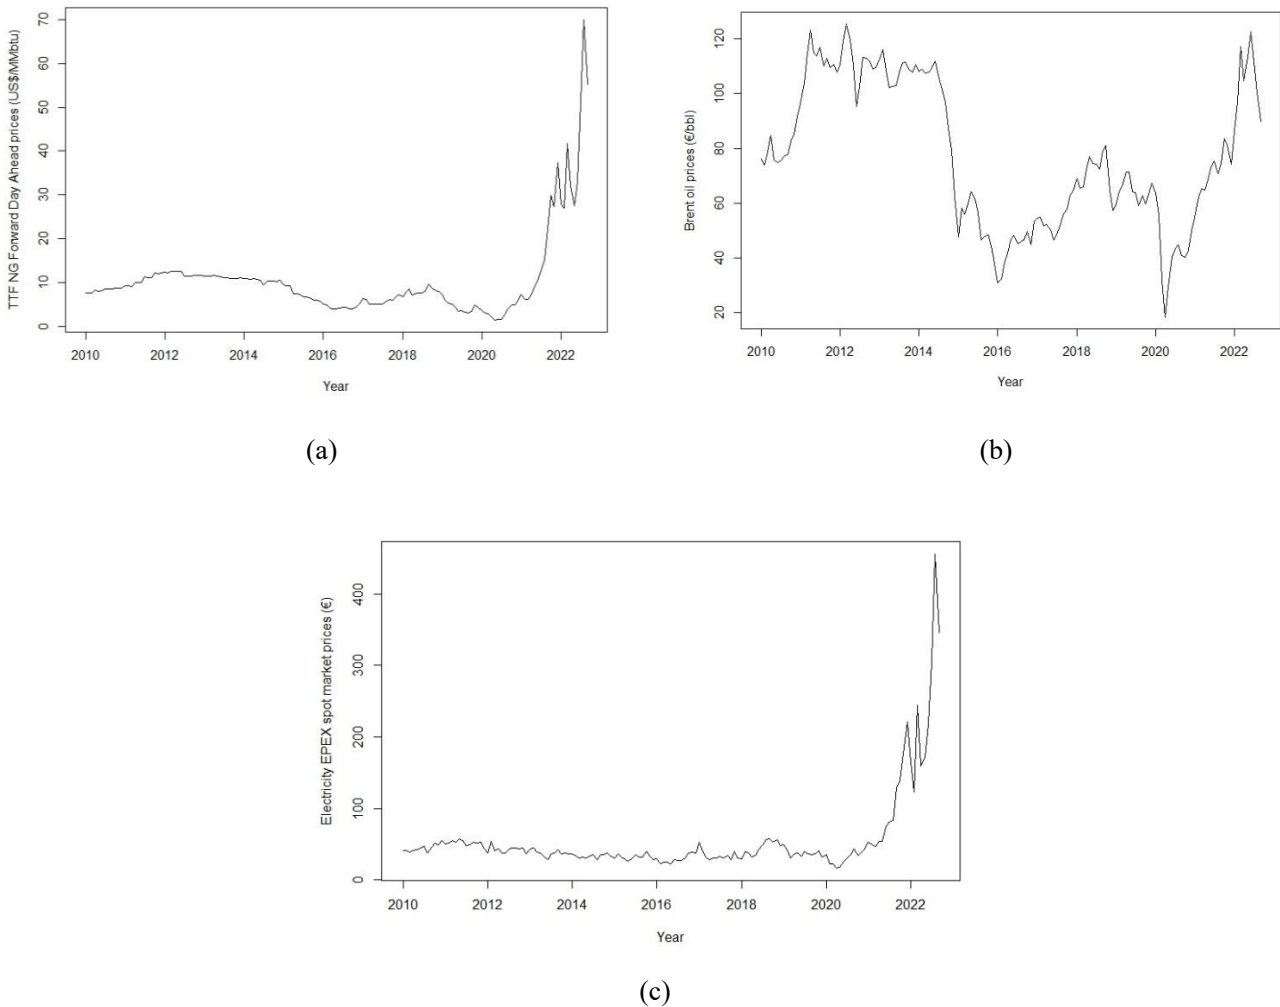 TTF NG Forward Day Ahead prices (US$/MMbtu)
70
60
50
40
30
20
10
0
2010 2012 2014 2016 2018 2020 2022
Year
(a)
Brent oil prices (€/bbl)
120
100
80
60
40
20
2010 2012 2014 2016 2018 2020 2022
Year
(b)
Electricity EPEX spot market prices (€)
400
300
200
100
0
2010 2012 2014 2016 2018 2020 2022
Year
(c)